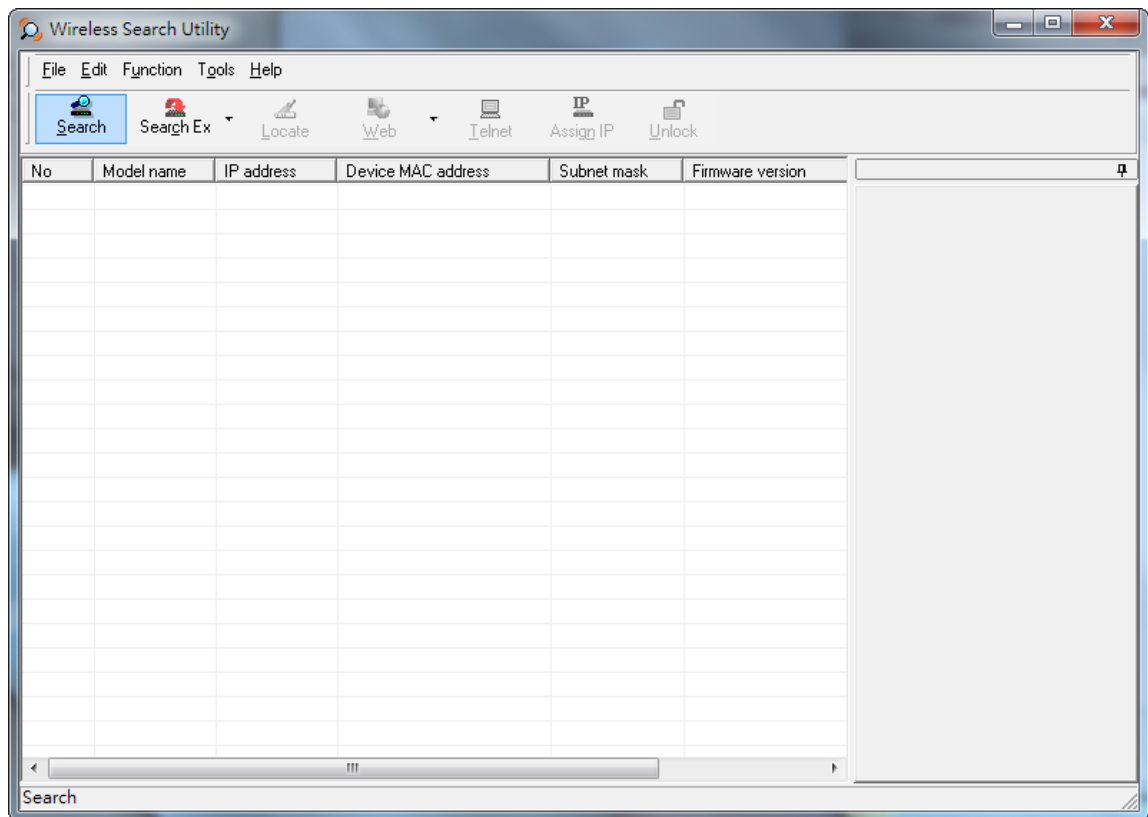 Wireless Search Utility
File Edit Function Tools Help
Search Search Ex Locate Web Telnet Assign IP Unlock
No Model name IP address Device MAC address Subnet mask Firmware version
Search